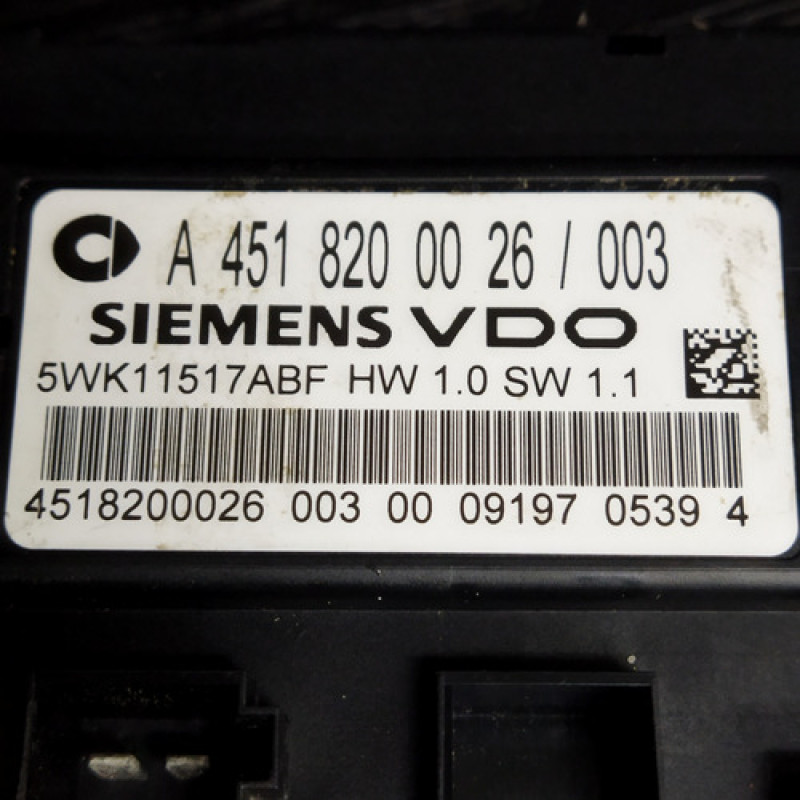 A 451 820 00 26 / 003
SIEMENS VDO
5WK11517ABF HW 1.0 SW 1.1
4518200026 003 00 09197 0539 4